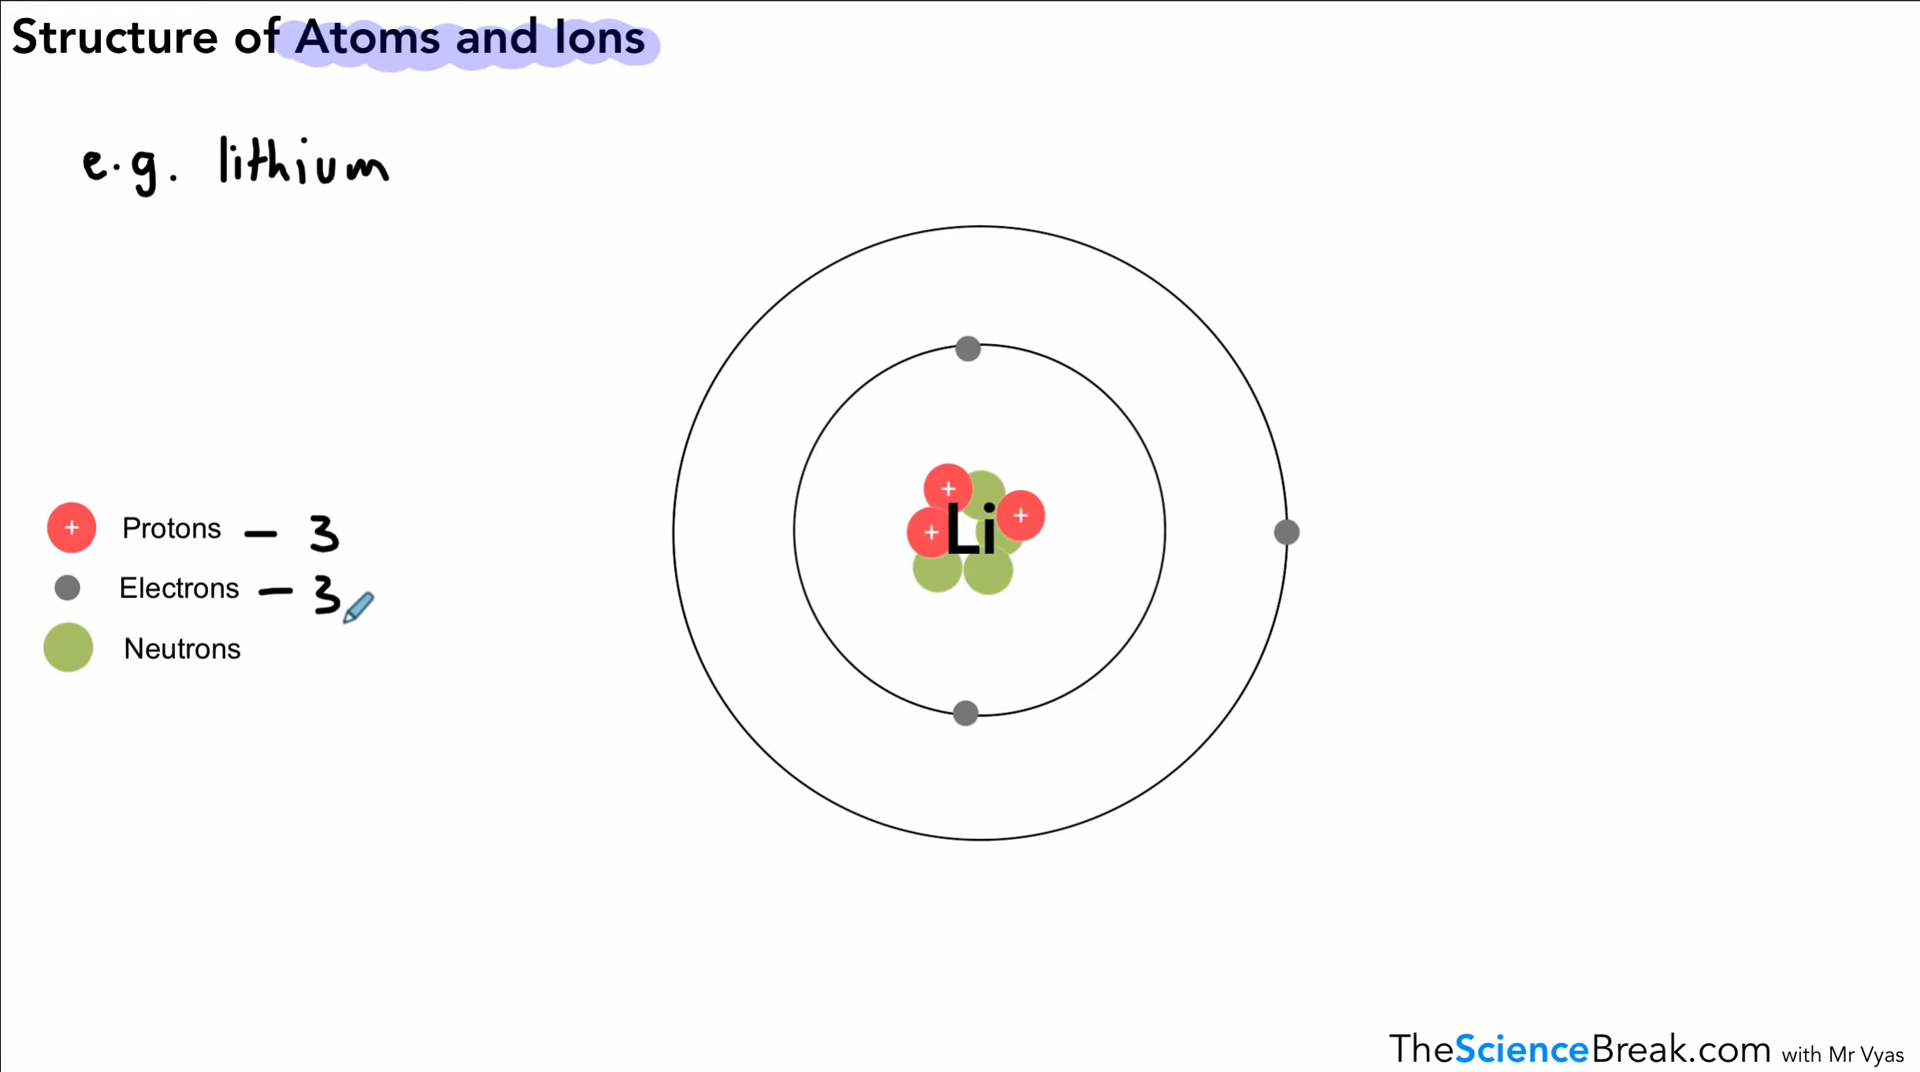 Structure of Atoms and Ions
e.g. lithium
+
+
+
Li
+ Protons – 3
Electrons – 3
Neutrons
TheScienceBreak.com with Mr Vyas